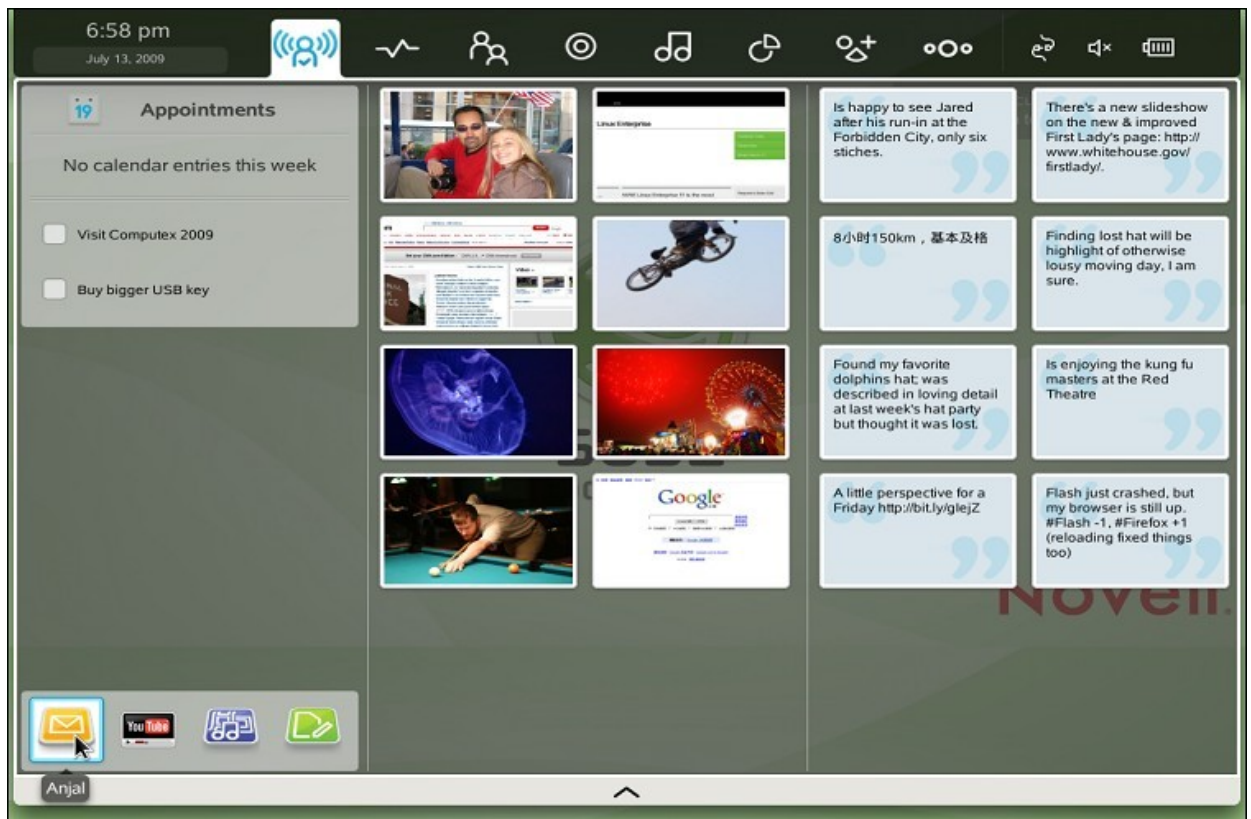 6:58 pm
July 13, 2009
19
Appointments
No calendar entries this week
Visit Computex 2009
Buy bigger USB key
Linux Enterprise
Google
Is happy to see Jared
after his run-in at the
Forbidden City, only six
stiches.
There's a new slideshow
on the new & improved
First Lady's page: http://
www.whitehouse.gov/
firstlady/.
8小时150km，基本及格
Finding lost hat will be
highlight of otherwise
lousy moving day, I am
sure.
Found my favorite
dolphins hat; was
described in loving detail
at last week's hat party
but thought it was lost.
Is enjoying the kung fu
masters at the Red
Theatre
A little perspective for a
Friday http://bit.ly/glejZ
Flash just crashed, but
my browser is still up.
#Flash -1, #Firefox +1
(reloading fixed things
too)
Novell.
You Tube
Anjal